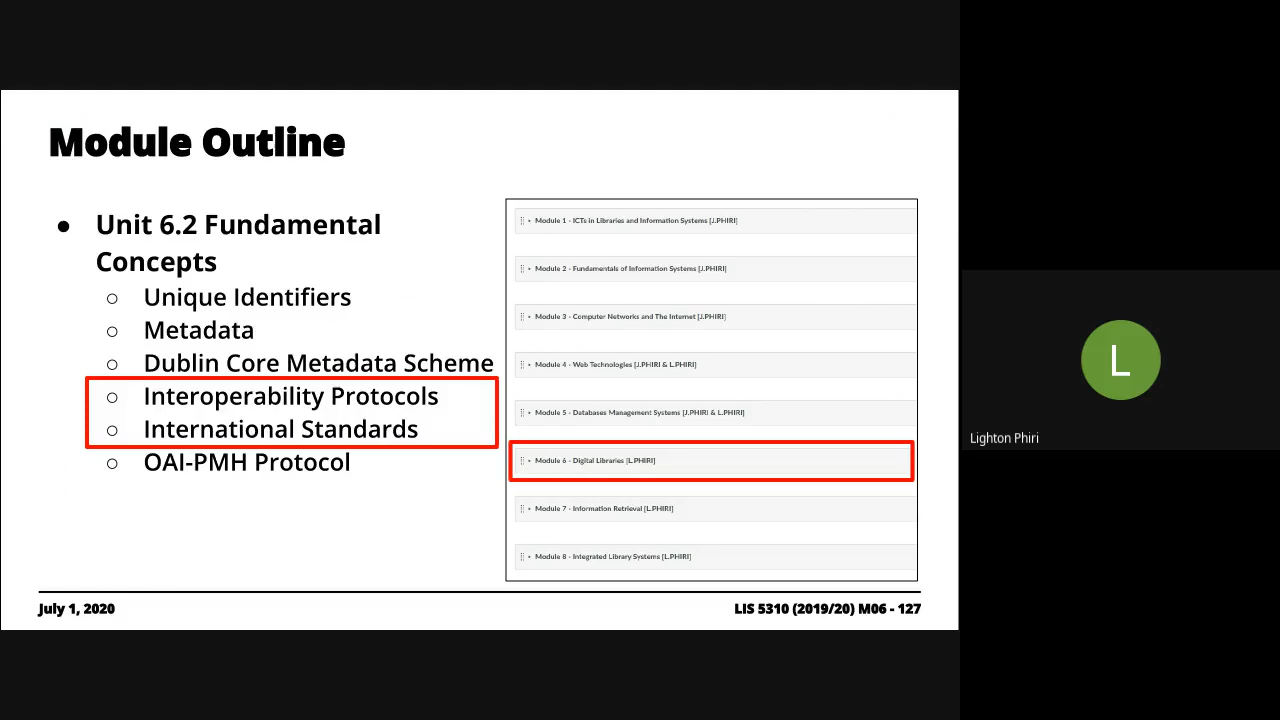 Module Outline
● Unit 6.2 Fundamental
Concepts
○ Unique Identifiers
○ Metadata
○ Dublin Core Metadata Scheme
○ Interoperability Protocols
○ International Standards
○ OAI-PMH Protocol
Module 1 - ICTs in Libraries and Information Systems [J.PHIRI]
Module 2 - Fundamentals of Information Systems [J.PHIRI]
Module 3 - Computer Networks and The Internet [J.PHIRI]
Module 4 - Web Technologies [J.PHIRI & L.PHIRI]
Module 5 - Databases Management Systems [J.PHIRI & L.PHIRI]
Module 6 - Digital Libraries [L.PHIRI]
Module 7 - Information Retrieval [L.PHIRI]
Module 8 - Integrated Library Systems [L.PHIRI]
July 1, 2020
LIS 5310 (2019/20) M06 - 127
L
Lighton Phiri